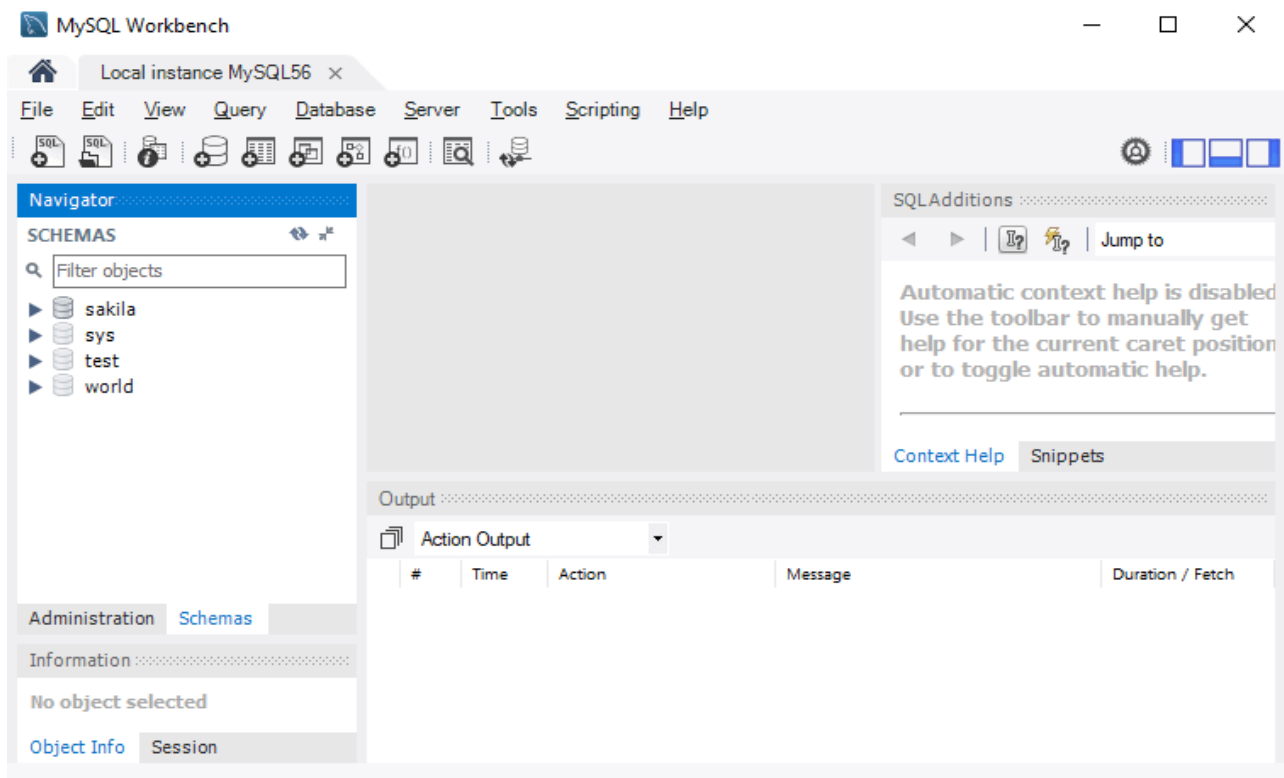 MySQL Workbench
Local instance MySQL56
File Edit View Query Database Server Tools Scripting Help
SQL SQL f()
Navigator
SCHEMAS
Filter objects
sakila
sys
test
world
Administration Schemas
Information
No object selected
Object Info Session
SQLAdditions
Jump to
Automatic context help is disabled
Use the toolbar to manually get
help for the current caret position
or to toggle automatic help.
Context Help Snippets
Output
Action Output
# Time Action Message Duration / Fetch